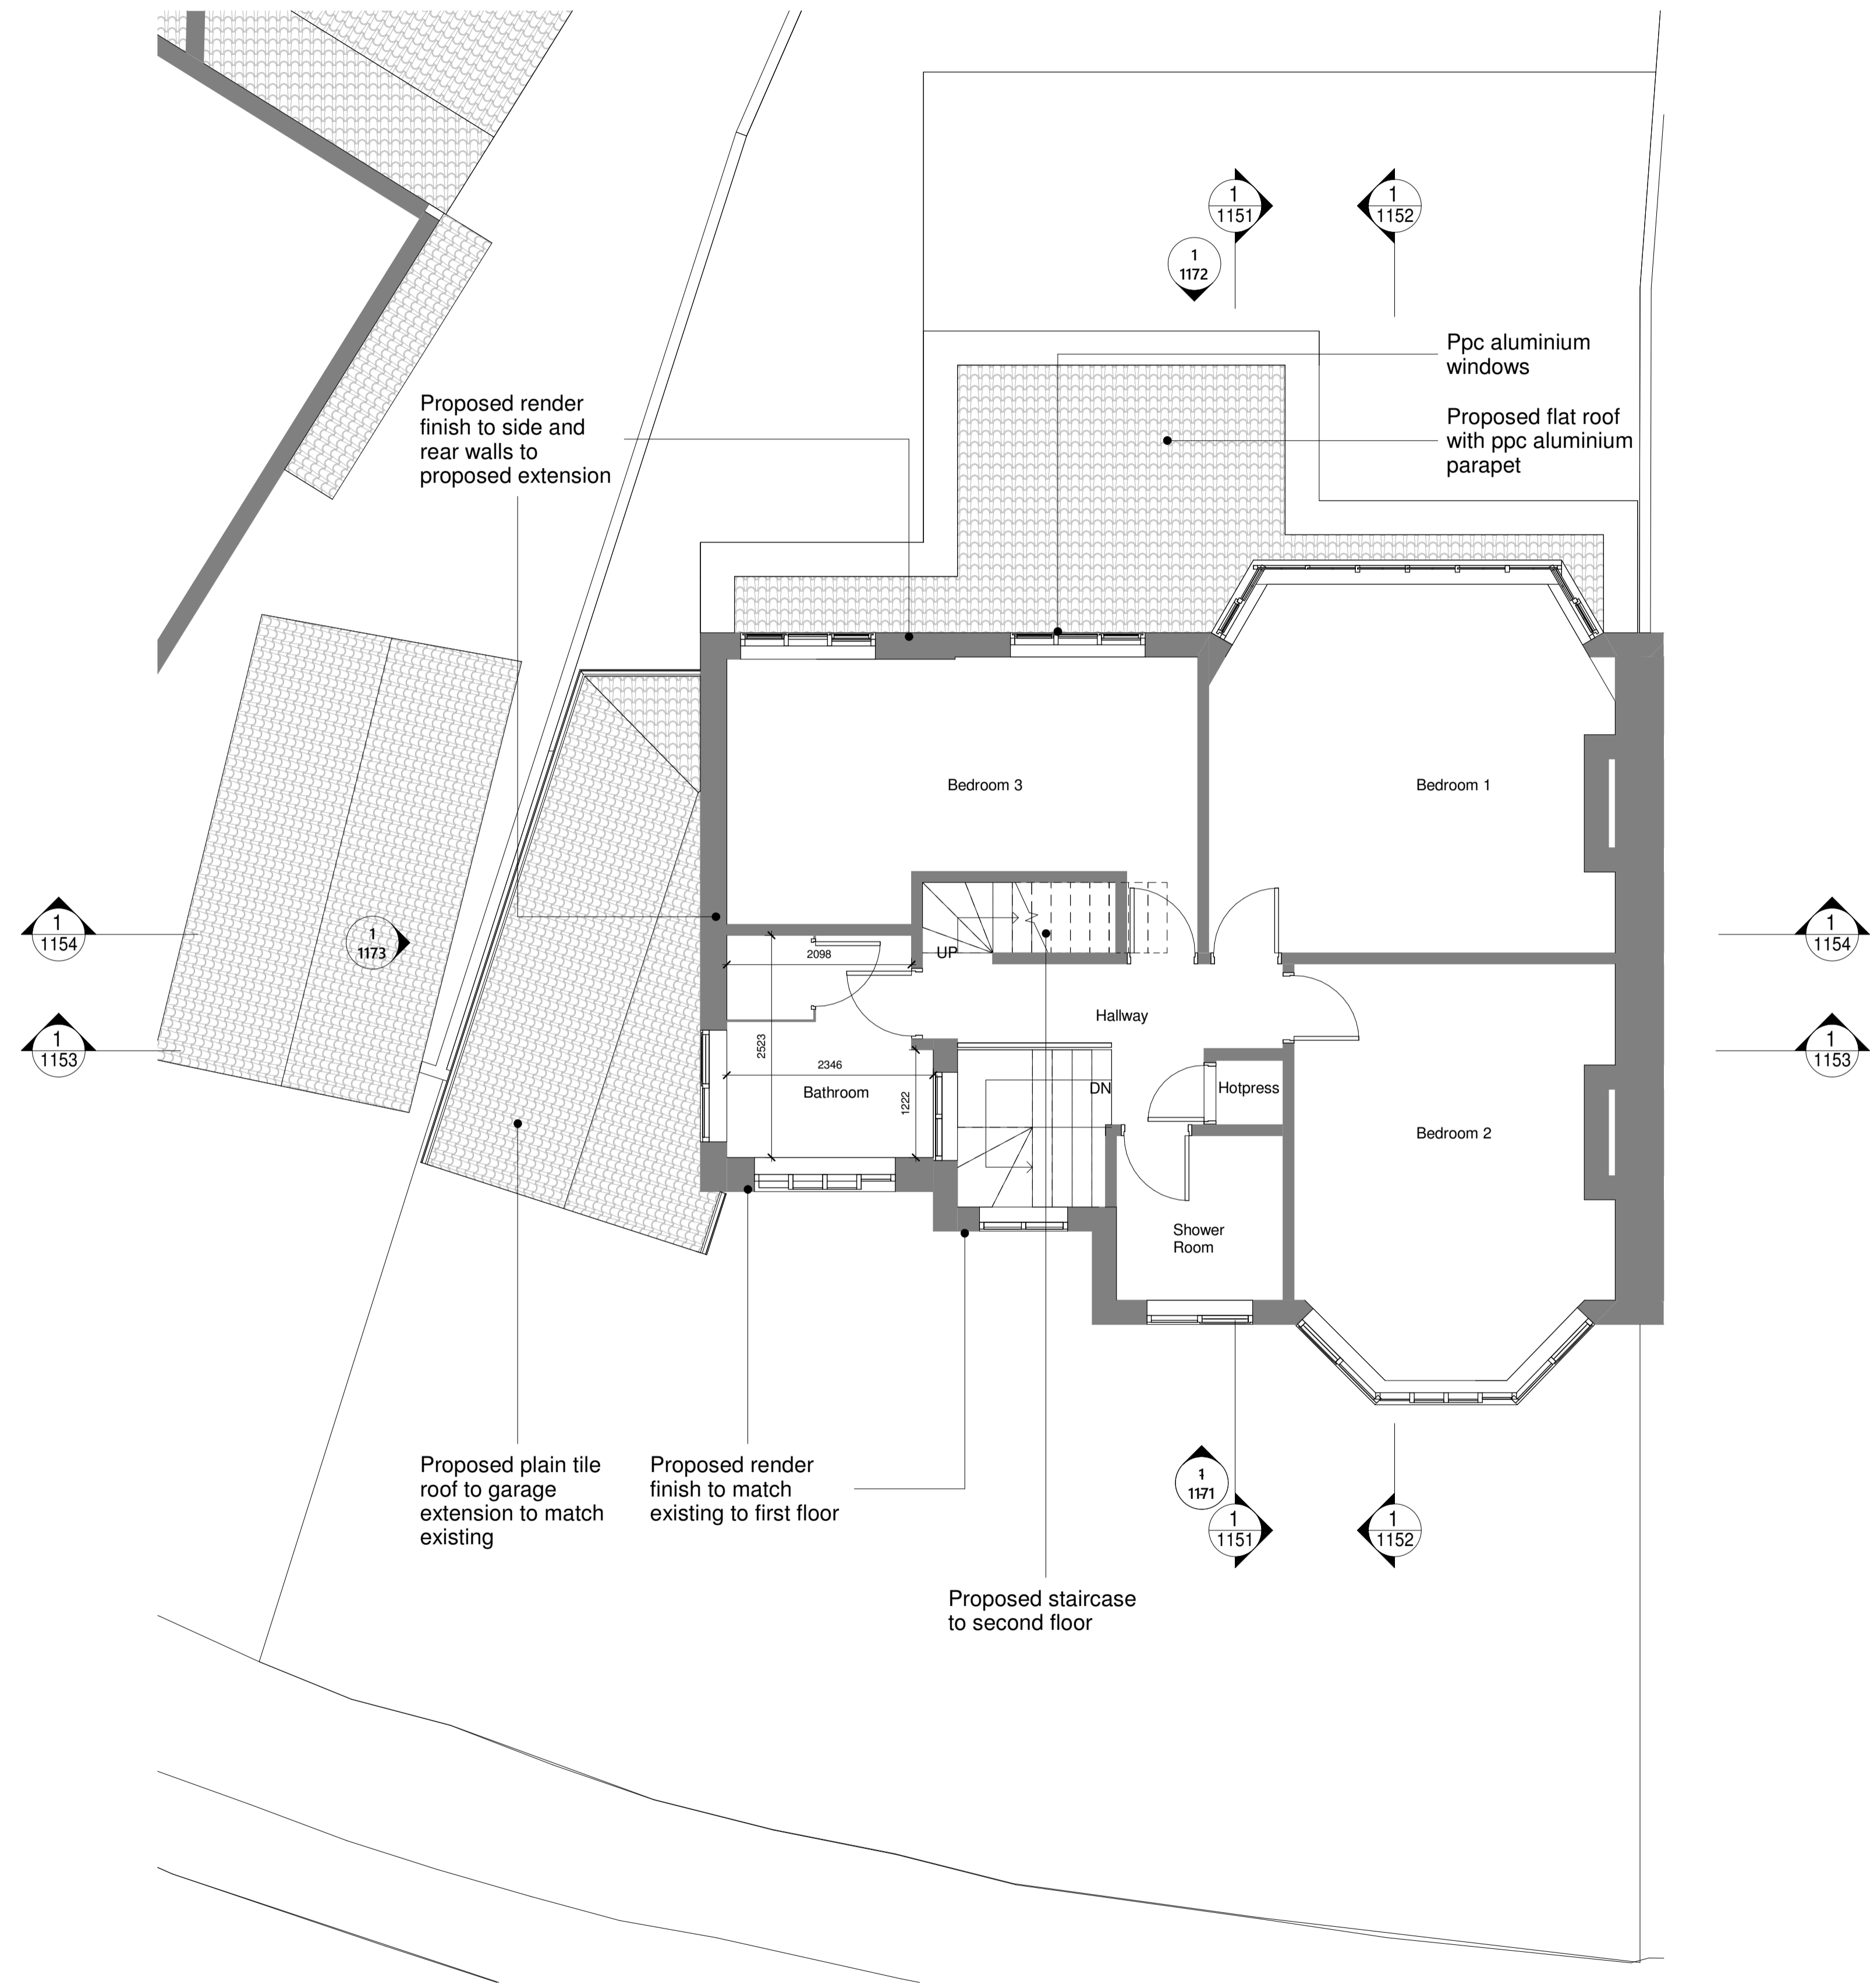 1
1151
1
1152
1
1172
Ppc aluminium
windows
Proposed flat roof
with ppc aluminium
parapet
Proposed render
finish to side and
rear walls to
proposed extension
Bedroom 3
Bedroom 1
1
1154
1
1173
1
1154
UP
2098
Hallway
1
1153
1
1153
2523
2346
Bathroom
1222
DN
Hotpress
Bedroom 2
Shower
Room
Proposed plain tile
roof to garage
extension to match
existing
Proposed render
finish to match
existing to first floor
1
1171
1
1151
1
1152
Proposed staircase
to second floor